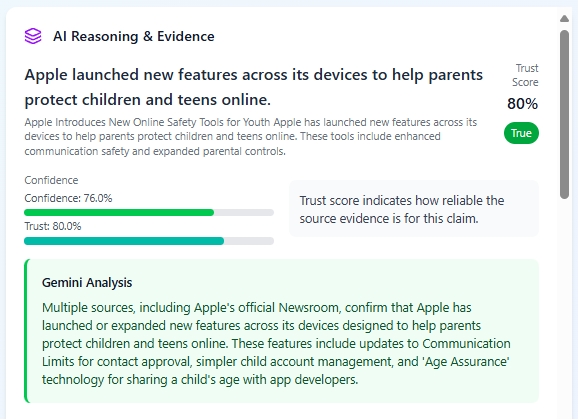 AI Reasoning & Evidence
Apple launched new features across its devices to help parents
protect children and teens online.
Apple Introduces New Online Safety Tools for Youth Apple has launched new features across its
devices to help parents protect children and teens online. These tools include enhanced
communication safety and expanded parental controls.
Trust
Score
80%
True
Confidence
Confidence: 76.0%
Trust: 80.0%
Trust score indicates how reliable the
source evidence is for this claim.
Gemini Analysis
Multiple sources, including Apple's official Newsroom, confirm that Apple has
launched or expanded new features across its devices designed to help parents
protect children and teens online. These features include updates to Communication
Limits for contact approval, simpler child account management, and 'Age Assurance'
technology for sharing a child's age with app developers.